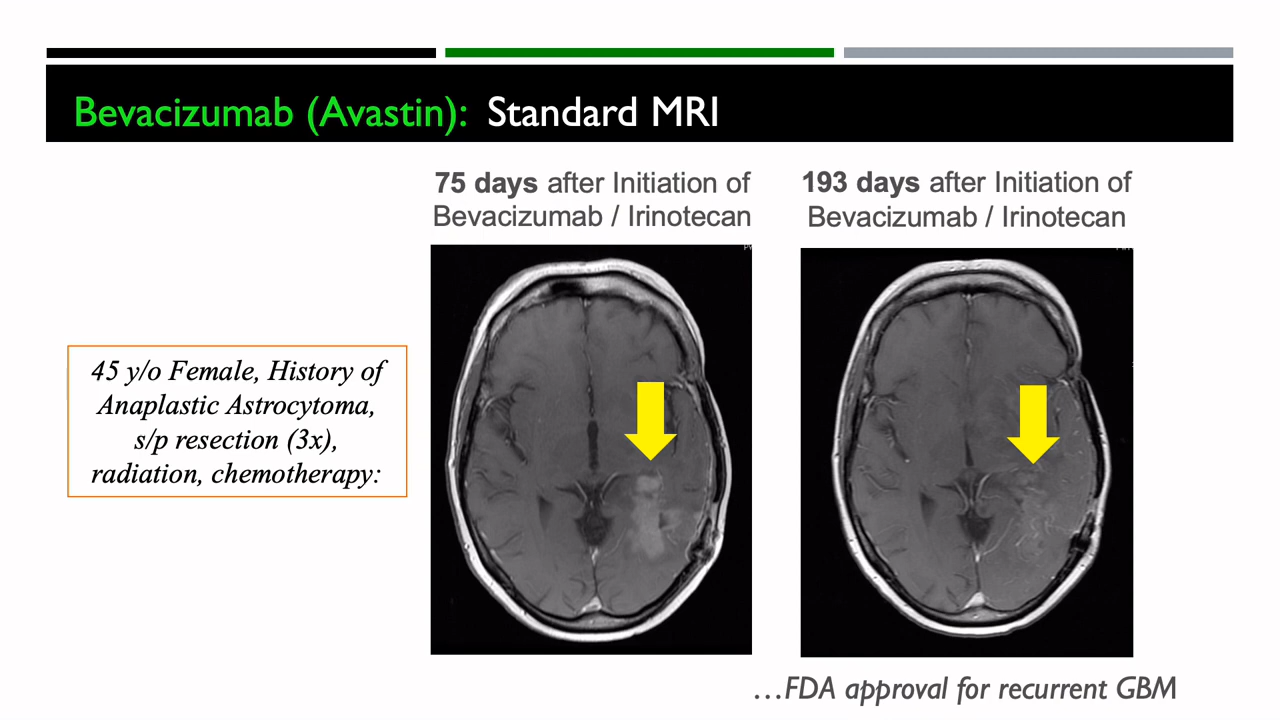 Bevacizumab (Avastin): Standard MRI
75 days after Initiation of
Bevacizumab / Irinotecan
193 days after Initiation of
Bevacizumab / Irinotecan
45 y/o Female, History of
Anaplastic Astrocytoma,
s/p resection (3x),
radiation, chemotherapy:
…FDA approval for recurrent GBM